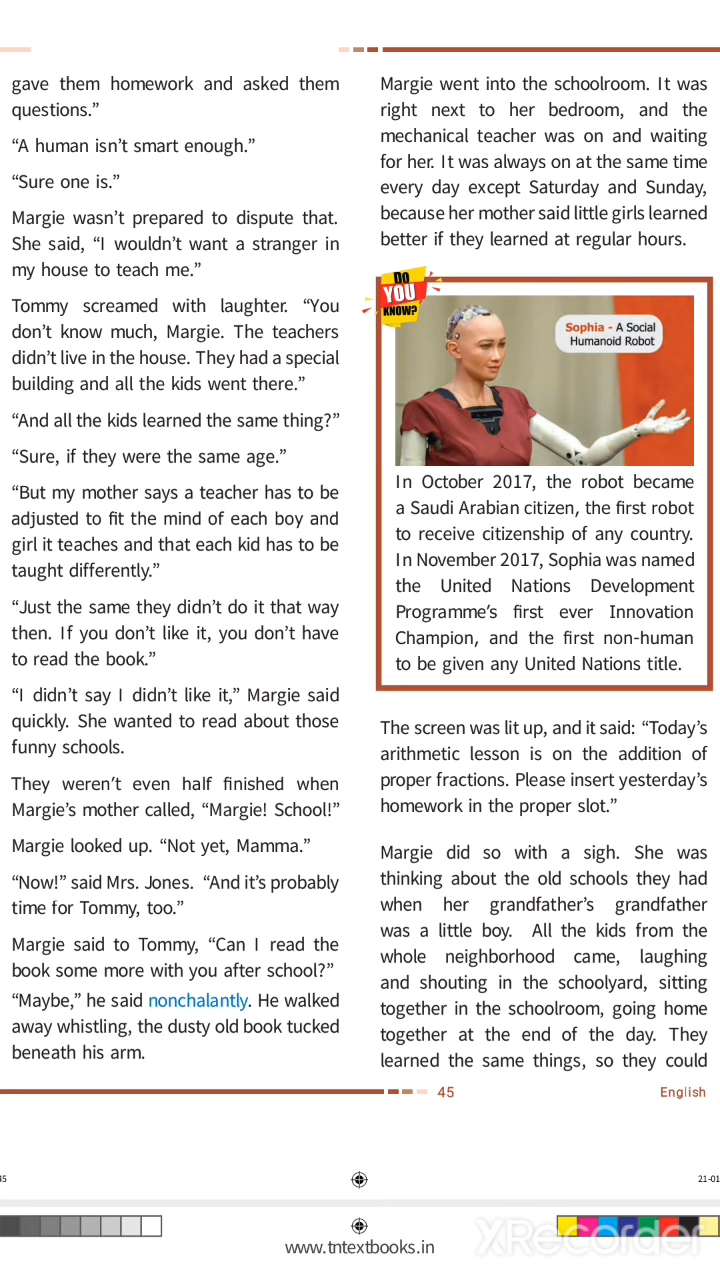 gave them homework and asked them
questions.”
“A human isn’t smart enough.”
“Sure one is.”
Margie wasn’t prepared to dispute that.
She said, “I wouldn’t want a stranger in
my house to teach me.”
Tommy screamed with laughter. “You
don’t know much, Margie. The teachers
didn’t live in the house. They had a special
building and all the kids went there.”
“And all the kids learned the same thing?”
“Sure, if they were the same age.”
“But my mother says a teacher has to be
adjusted to fit the mind of each boy and
girl it teaches and that each kid has to be
taught differently.”
“Just the same they didn’t do it that way
then. If you don’t like it, you don’t have
to read the book.”
“I didn’t say I didn’t like it,” Margie said
quickly. She wanted to read about those
funny schools.
They weren’t even half finished when
Margie’s mother called, “Margie! School!”
Margie looked up. “Not yet, Mamma.”
“Now!” said Mrs. Jones. “And it’s probably
time for Tommy, too.”
Margie said to Tommy, “Can I read the
book some more with you after school?”
“Maybe,” he said nonchalantly. He walked
away whistling, the dusty old book tucked
beneath his arm.
Margie went into the schoolroom. It was
right next to her bedroom, and the
mechanical teacher was on and waiting
for her. It was always on at the same time
every day except Saturday and Sunday,
because her mother said little girls learned
better if they learned at regular hours.
DO
YOU
KNOW?
Sophia - A Social
Humanoid Robot
In October 2017, the robot became
a Saudi Arabian citizen, the first robot
to receive citizenship of any country.
In November 2017, Sophia was named
the United Nations Development
Programme’s first ever Innovation
Champion, and the first non-human
to be given any United Nations title.
The screen was lit up, and it said: “Today’s
arithmetic lesson is on the addition of
proper fractions. Please insert yesterday’s
homework in the proper slot.”
Margie did so with a sigh. She was
thinking about the old schools they had
when her grandfather’s grandfather
was a little boy. All the kids from the
whole neighborhood came, laughing
and shouting in the schoolyard, sitting
together in the schoolroom, going home
together at the end of the day. They
learned the same things, so they could
45
English
45
21-01
www.tntextbooks.in
XRecorder